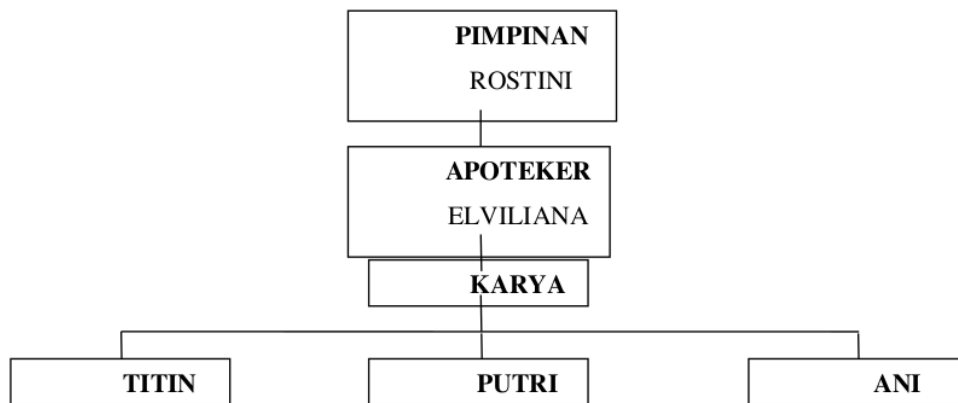 PIMPINAN
ROSTINI
APOTEKER
ELVILIANA
KARYA
TITIN
PUTRI
ANI